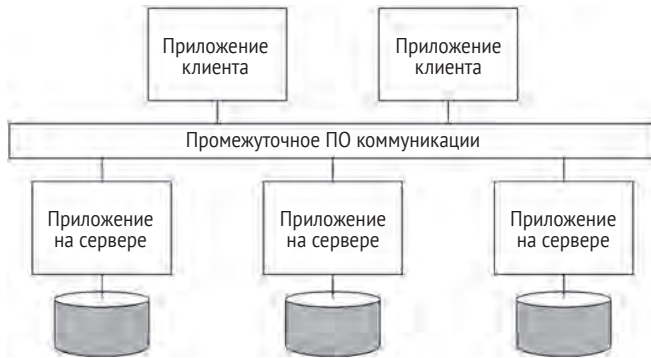 Приложение
клиента
Приложение
клиента
Промежуточное ПО коммуникации
Приложение
на сервере
Приложение
на сервере
Приложение
на сервере